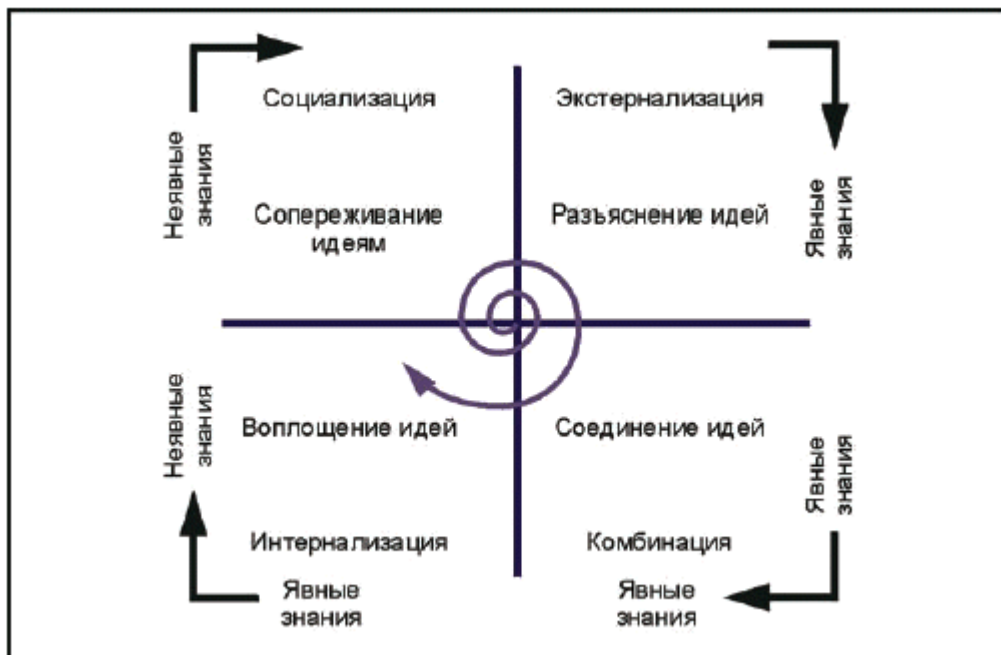 Социализация
Экстернализация
Неявные
знания
Явные
знания
Сопереживание
идеям
Разъяснение идей
Неявные
знания
Воплощение идей
Соединение идей
Явные
знания
Интернализация
Комбинация
Явные
знания
Явные
знания